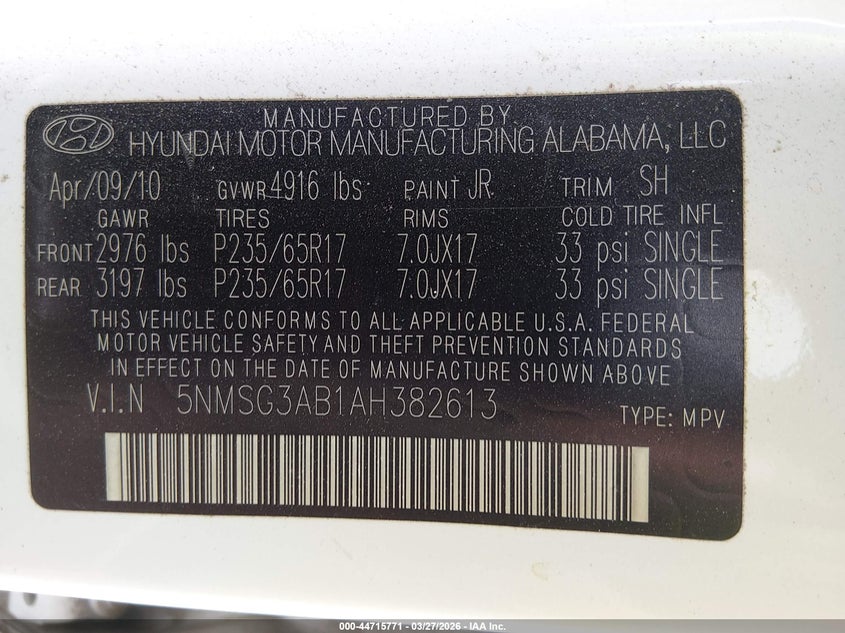 MANUFACTURED BY
HYUNDAI MOTOR MANUFACTURING ALABAMA, LLC
Apr/09/10 GVWR 4916 lbs PAINT JR TRIM SH
GAWR TIRES RIMS COLD TIRE INFL
FRONT 2976 lbs P235/65R17 7.0JX17 33 psi SINGLE
REAR 3197 lbs P235/65R17 7.0JX17 33 psi SINGLE
THIS VEHICLE CONFORMS TO ALL APPLICABLE U.S.A. FEDERAL
MOTOR VEHICLE SAFETY AND THEFT PREVENTION STANDARDS
IN EFFECT ON THE DATE OF MANUFACTURE SHOWN ABOVE
V.I.N 5NMSG3AB1AH382613 TYPE: MPV
000-44715771 - 03/27/2026 - IAA Inc.